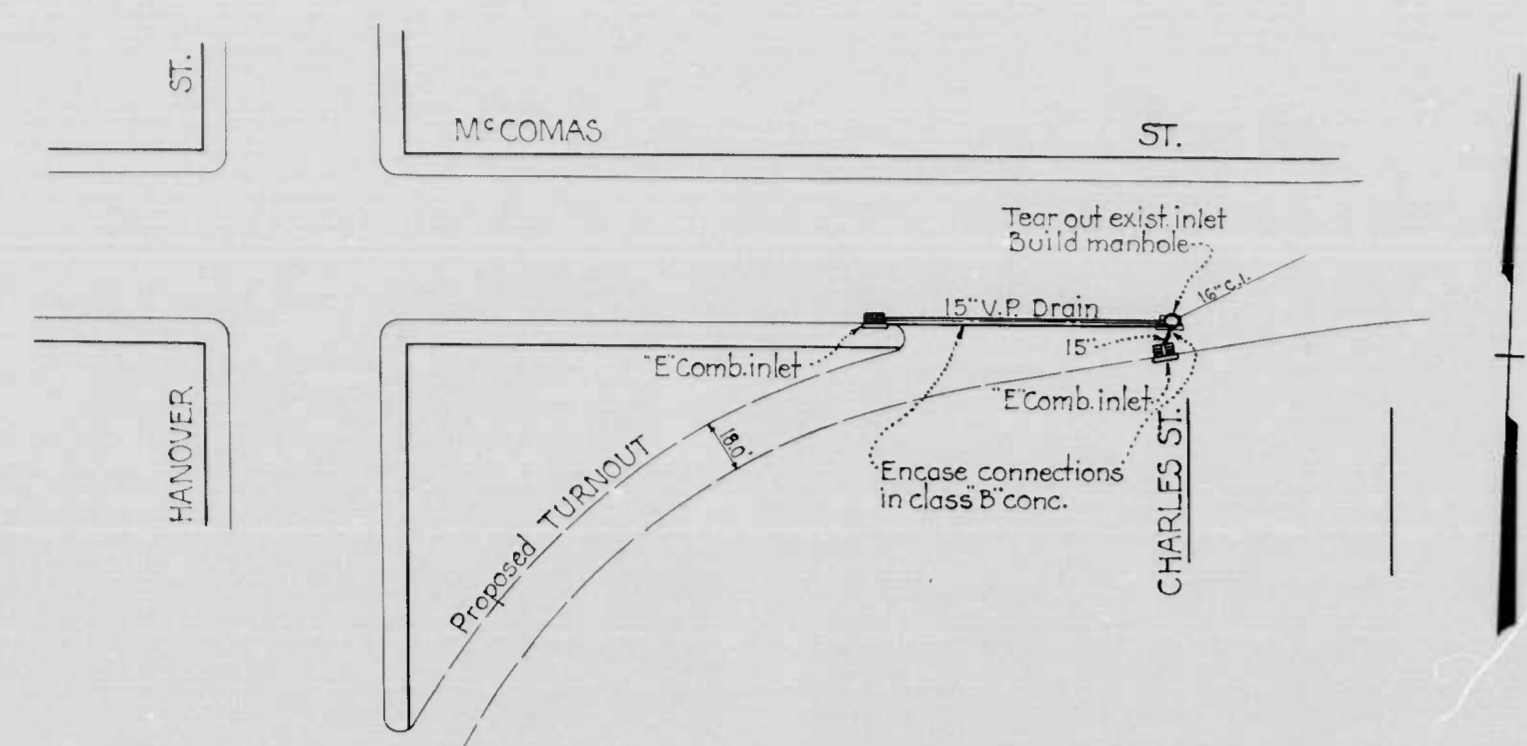 ST.
McCOMAS ST.
Tear out exist. inlet
Build manhole
16" C.I.
15" V.P. Drain
15"
"E" Comb. inlet
"E" Comb. inlet
18.0'
HANOVER
Proposed TURNOUT
Encase connections
in class "B" conc.
CHARLES ST.